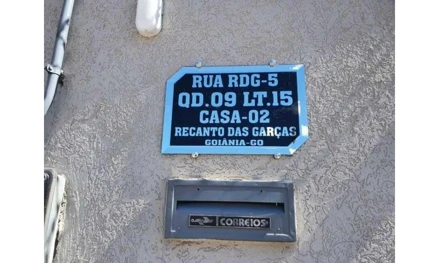 RUA RDG-5
QD.09 LT.15
CASA-02
RECANTO DAS GARÇAS
GOIÂNIA-GO
CORREIOS